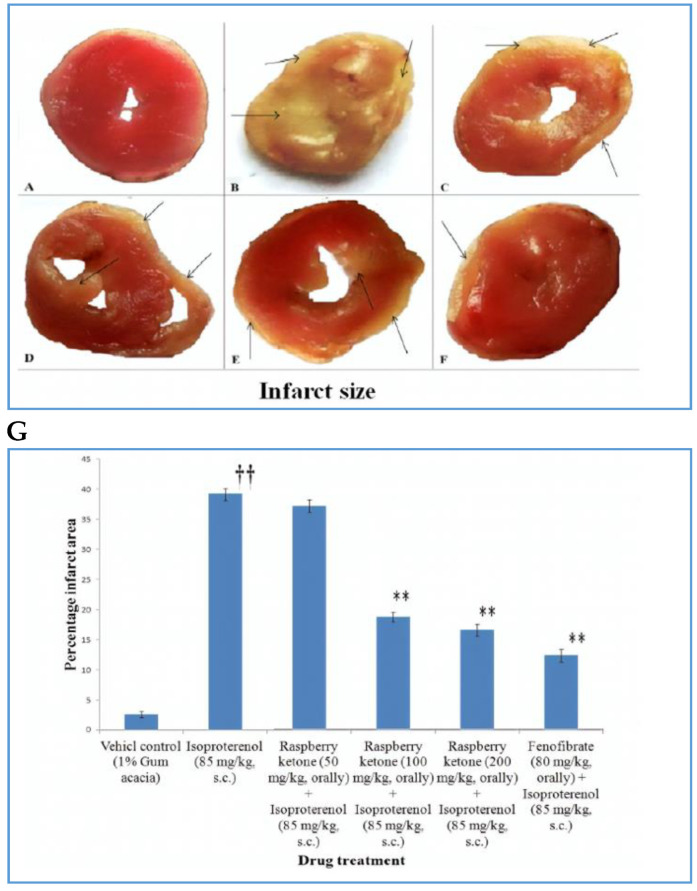 A
B
C
D
E
F
Infarct size
G
Percentage infarct area
45
40
35
30
25
20
15
10
5
0
††
**
**
**
Vehicl control
(1% Gum
acacia)
Isoproterenol
(85 mg/kg,
s.c.)
Raspberry
ketone (50
mg/kg, orally)
+
Isoproterenol
(85 mg/kg,
s.c.)
Raspberry
ketone (100
mg/kg, orally)
+
Isoproterenol
(85 mg/kg,
s.c.)
Raspberry
ketone (200
mg/kg, orally)
+
Isoproterenol
(85 mg/kg,
s.c.)
Fenofibrate
(80 mg/kg,
orally) +
Isoproterenol
(85 mg/kg,
s.c.)
Drug treatment